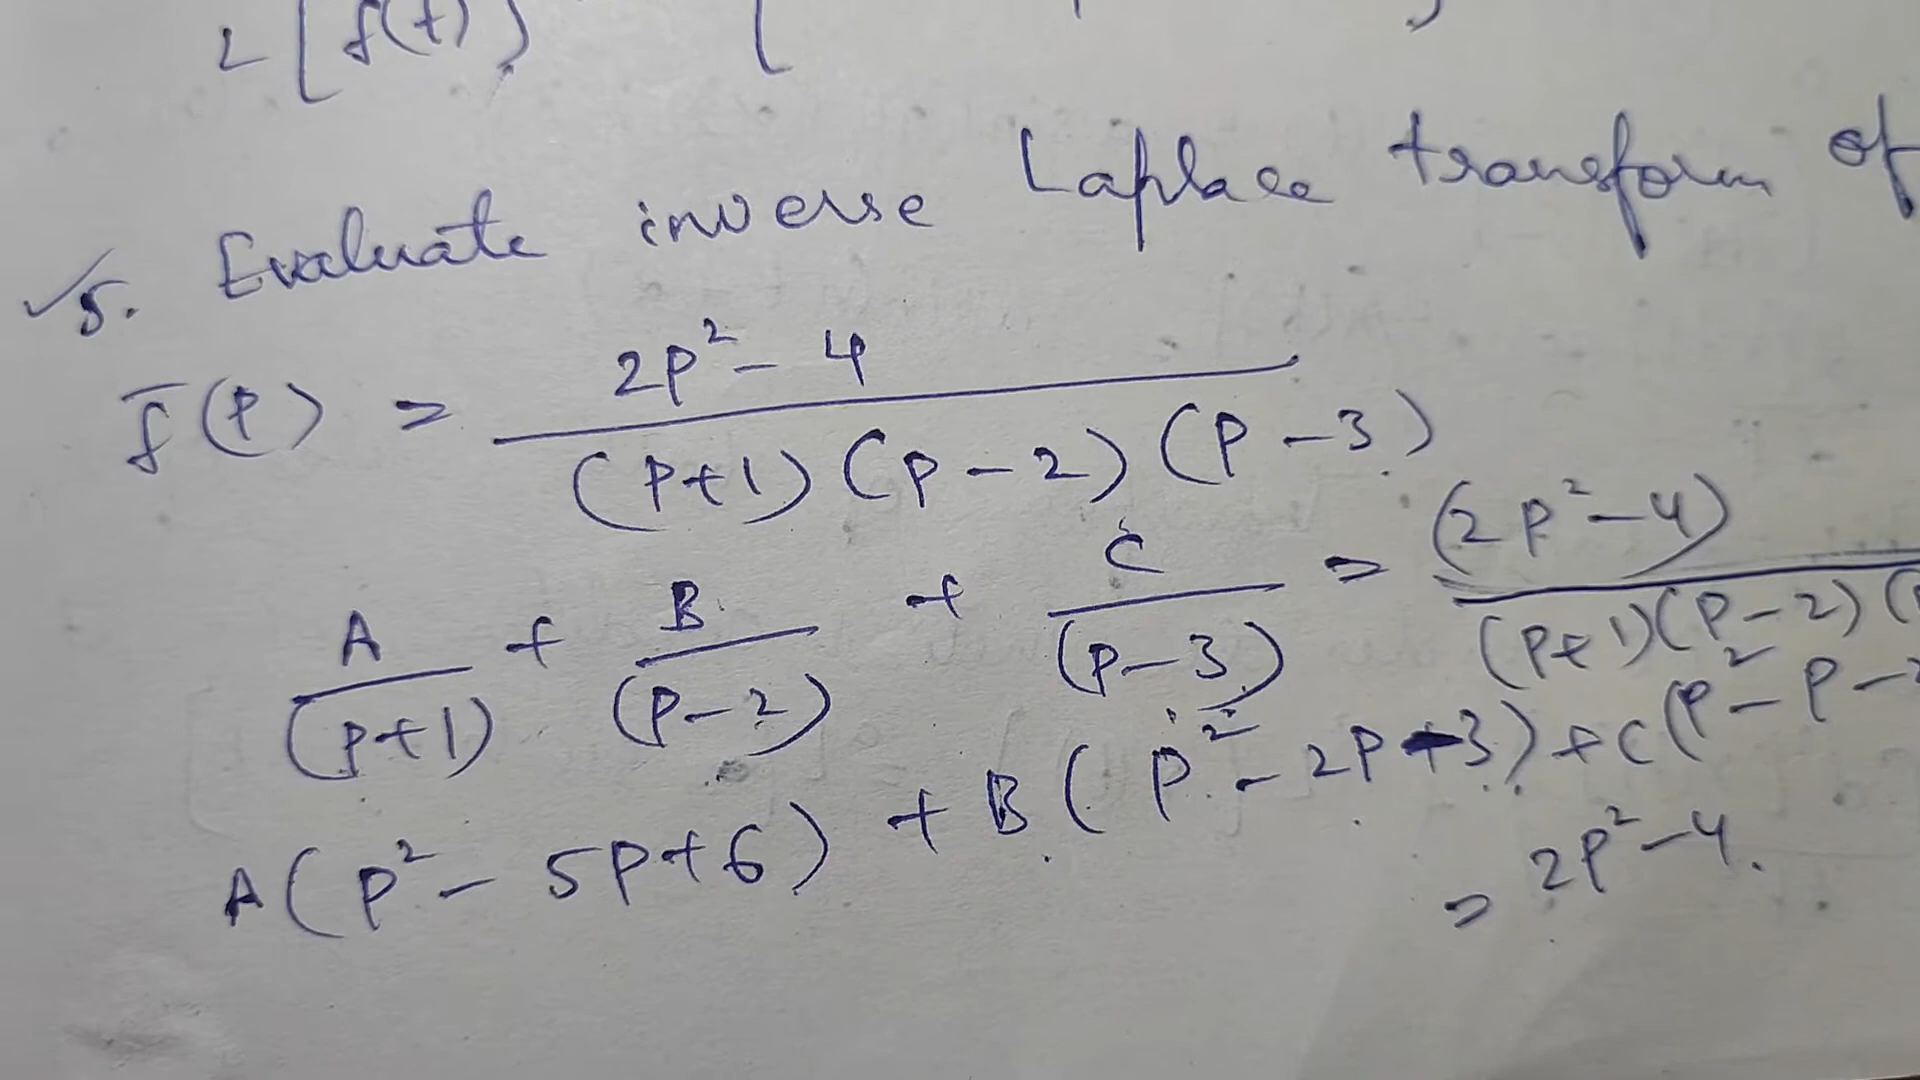 L[f(t)] [
✓5. Evaluate inverse Laplace transform of
f̄(p) = (2p² - 4) / ((p+1)(p-2)(p-3))
A/(p+1) + B/(p-2) + C/(p-3) = (2p²-4) / ((p+1)(p-2)(p
A(p² - 5p+6) + B(p² - 2p-3) + C(p² - p -
= 2p² - 4.